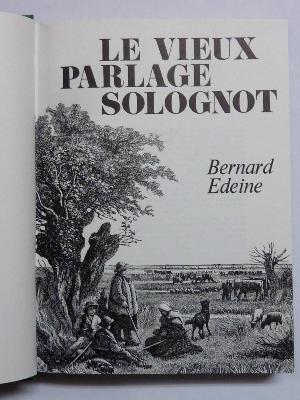 LE VIEUX
PARLAGE
SOLOGNOT
Bernard
Edeine